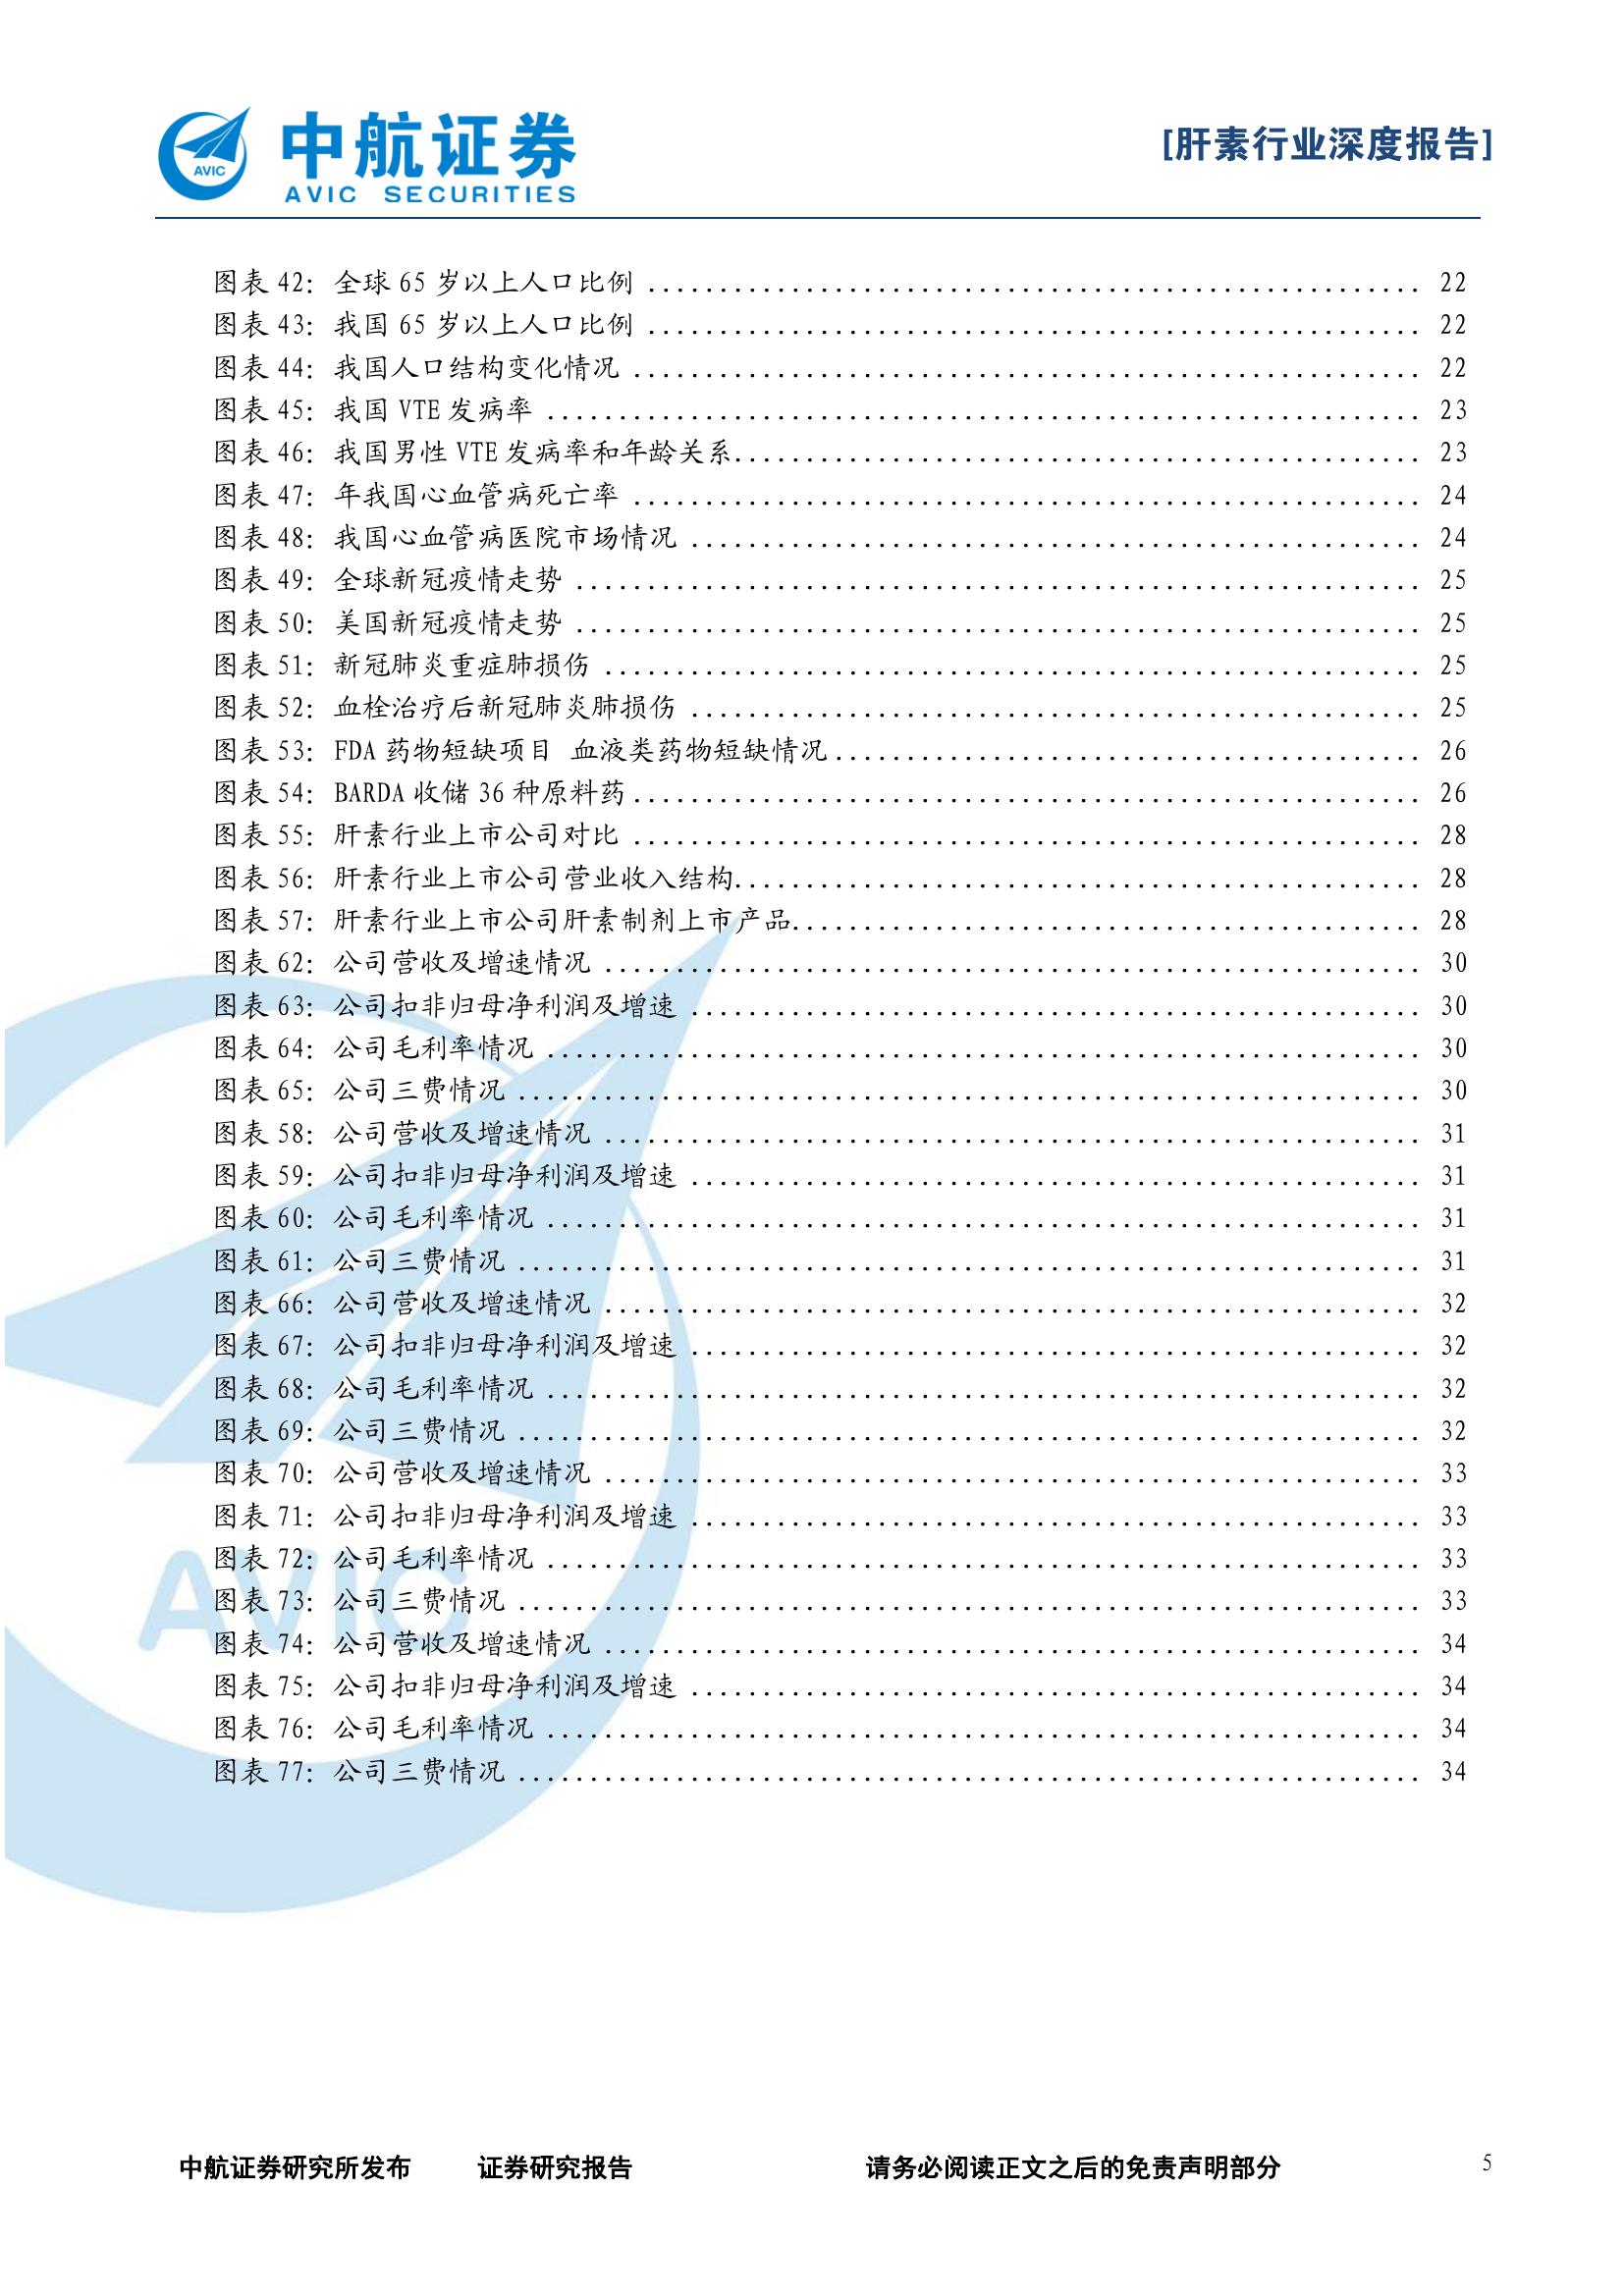 中航证券
AVIC SECURITIES
AVIC
[肝素行业深度报告]
图表 42: 全球 65 岁以上人口比例 ...................................................... 22
图表 43: 我国 65 岁以上人口比例 ...................................................... 22
图表 44: 我国人口结构变化情况 ....................................................... 22
图表 45: 我国 VTE 发病率 ............................................................. 23
图表 46: 我国男性 VTE 发病率和年龄关系................................................ 23
图表 47: 年我国心血管病死亡率 ....................................................... 24
图表 48: 我国心血管病医院市场情况 ................................................... 24
图表 49: 全球新冠疫情走势 ........................................................... 25
图表 50: 美国新冠疫情走势 ........................................................... 25
图表 51: 新冠肺炎重症肺损伤 ......................................................... 25
图表 52: 血栓治疗后新冠肺炎肺损伤 ................................................... 25
图表 53: FDA 药物短缺项目 血液类药物短缺情况......................................... 26
图表 54: BARDA 收储 36 种原料药....................................................... 26
图表 55: 肝素行业上市公司对比 ....................................................... 28
图表 56: 肝素行业上市公司营业收入结构................................................ 28
图表 57: 肝素行业上市公司肝素制剂上市产品............................................ 28
图表 62: 公司营收及增速情况 ......................................................... 30
图表 63: 公司扣非归母净利润及增速 ................................................... 30
图表 64: 公司毛利率情况 ............................................................. 30
图表 65: 公司三费情况 ............................................................... 30
图表 58: 公司营收及增速情况 ......................................................... 31
图表 59: 公司扣非归母净利润及增速 ................................................... 31
图表 60: 公司毛利率情况 ............................................................. 31
图表 61: 公司三费情况 ............................................................... 31
图表 66: 公司营收及增速情况 ......................................................... 32
图表 67: 公司扣非归母净利润及增速 ................................................... 32
图表 68: 公司毛利率情况 ............................................................. 32
图表 69: 公司三费情况 ............................................................... 32
图表 70: 公司营收及增速情况 ......................................................... 33
图表 71: 公司扣非归母净利润及增速 ................................................... 33
图表 72: 公司毛利率情况 ............................................................. 33
图表 73: 公司三费情况 ............................................................... 33
图表 74: 公司营收及增速情况 ......................................................... 34
图表 75: 公司扣非归母净利润及增速 ................................................... 34
图表 76: 公司毛利率情况 ............................................................. 34
图表 77: 公司三费情况 ............................................................... 34
AVIC
中航证券研究所发布 证券研究报告 请务必阅读正文之后的免责声明部分 5